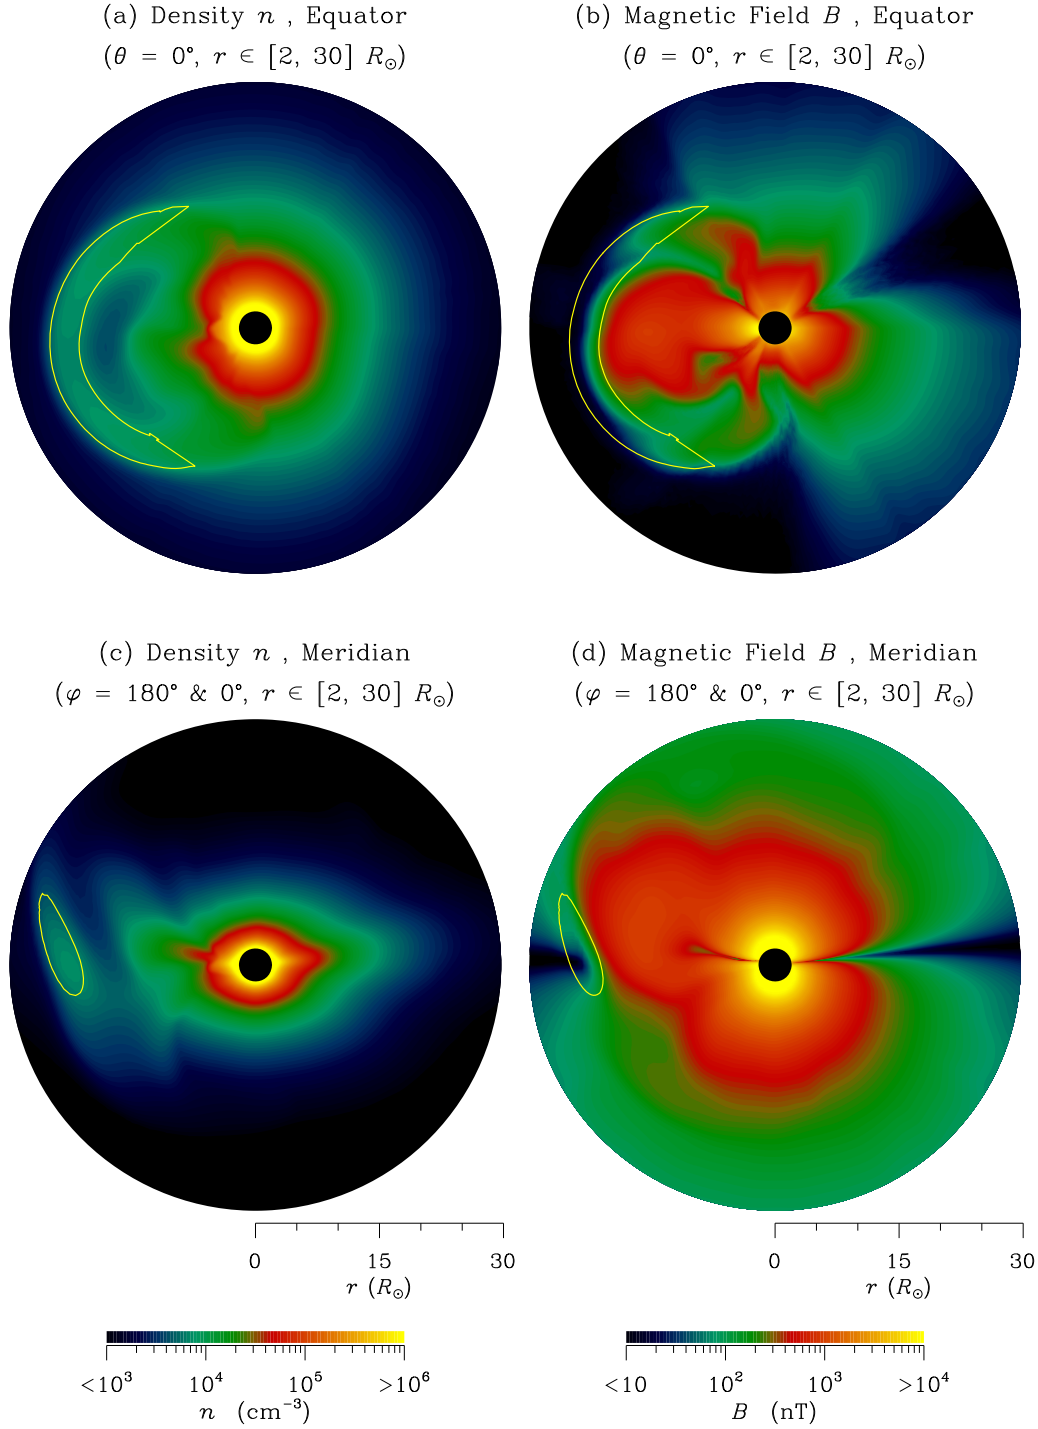 (a) Density n , Equator
(θ = 0°, r ∈ [2, 30] R☉)
(b) Magnetic Field B , Equator
(θ = 0°, r ∈ [2, 30] R☉)
(c) Density n , Meridian
(φ = 180° & 0°, r ∈ [2, 30] R☉)
(d) Magnetic Field B , Meridian
(φ = 180° & 0°, r ∈ [2, 30] R☉)
0 15 30
r (R☉)
0 15 30
r (R☉)
<10³ 10⁴ 10⁵ >10⁶
n (cm⁻³)
<10 10² 10³ >10⁴
B (nT)